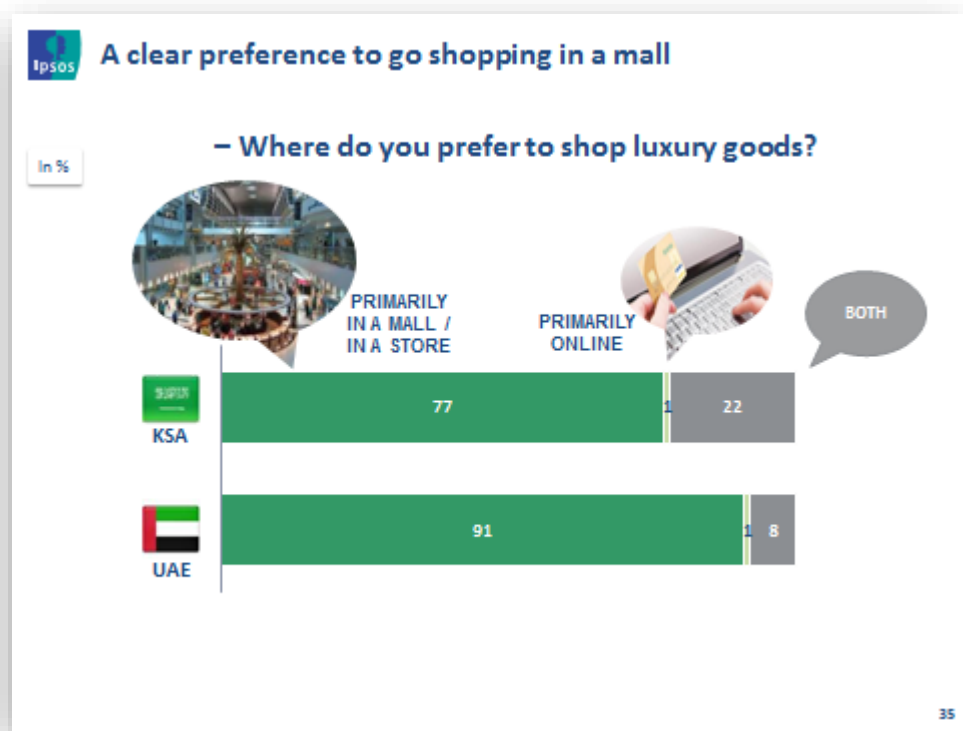 Ipsos
A clear preference to go shopping in a mall
In %
– Where do you prefer to shop luxury goods?
PRIMARILY
IN A MALL /
IN A STORE
PRIMARILY
ONLINE
BOTH
77
1
22
KSA
91
1
8
UAE
35